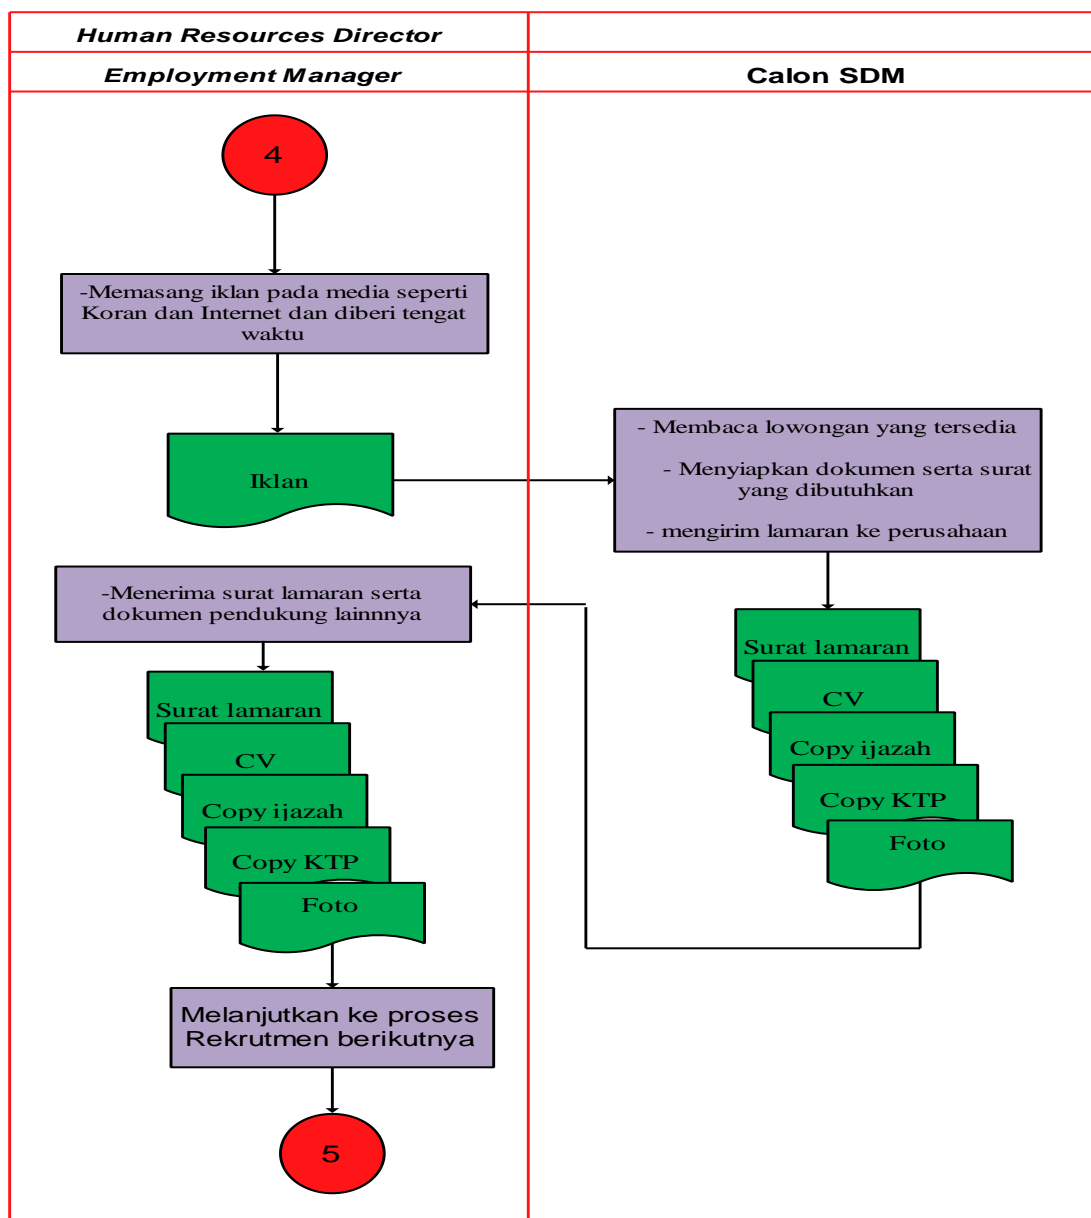 Human Resources Director
Employment Manager
Calon SDM
4
-Memasang iklan pada media seperti
Koran dan Internet dan diberi tengat
waktu
Iklan
- Membaca lowongan yang tersedia
- Menyiapkan dokumen serta surat
yang dibutuhkan
- mengirim lamaran ke perusahaan
Surat lamaran
CV
Copy ijazah
Copy KTP
Foto
-Menerima surat lamaran serta
dokumen pendukung lainnnya
Surat lamaran
CV
Copy ijazah
Copy KTP
Foto
Melanjutkan ke proses
Rekrutmen berikutnya
5